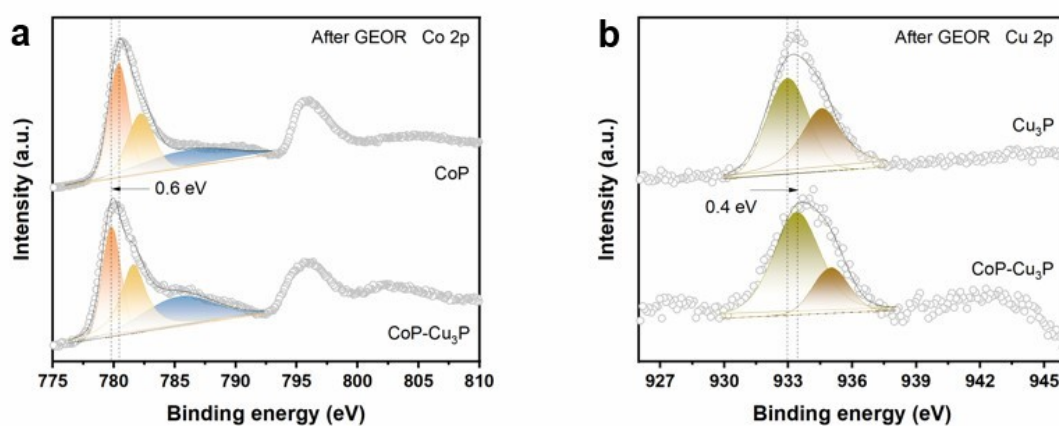 a
After GEOR Co 2p
CoP
0.6 eV
CoP-Cu₃P
Intensity (a.u.)
775 780 785 790 795 800 805 810
Binding energy (eV)
b
After GEOR Cu 2p
Cu₃P
0.4 eV
CoP-Cu₃P
Intensity (a.u.)
927 930 933 936 939 942 945
Binding energy (eV)